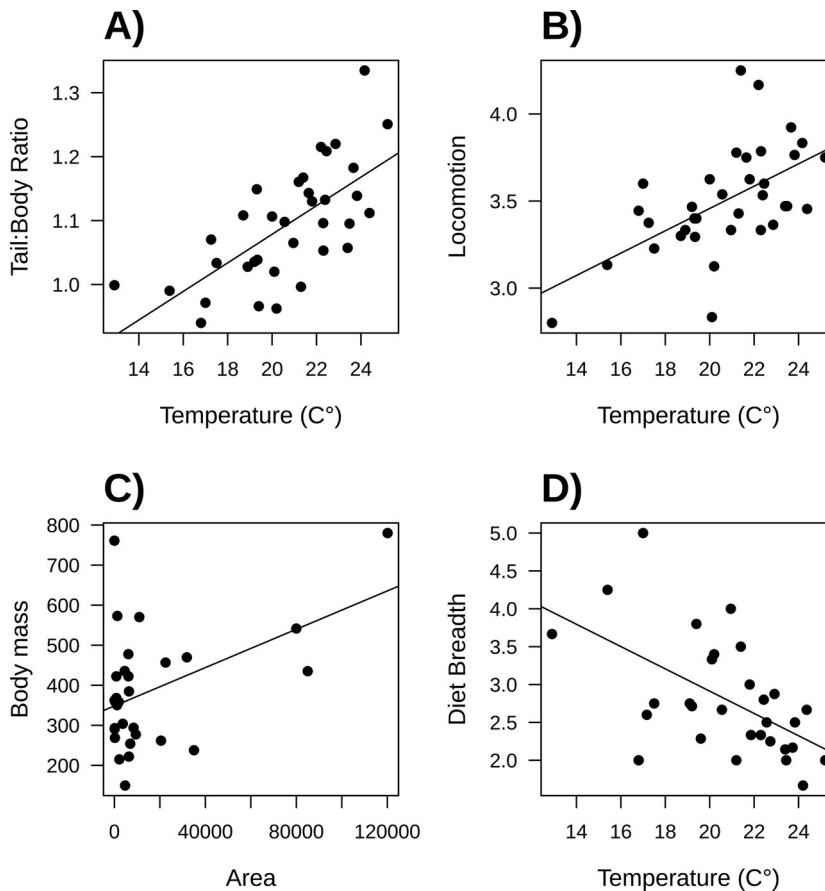 A)
Tail:Body Ratio
1.3
1.2
1.1
1.0
14 16 18 20 22 24
Temperature (C°)
B)
Locomotion
4.0
3.5
3.0
14 16 18 20 22 24
Temperature (C°)
C)
Body mass
800
700
600
500
400
300
200
0 40000 80000 120000
Area
D)
Diet Breadth
5.0
4.5
4.0
3.5
3.0
2.5
2.0
14 16 18 20 22 24
Temperature (C°)